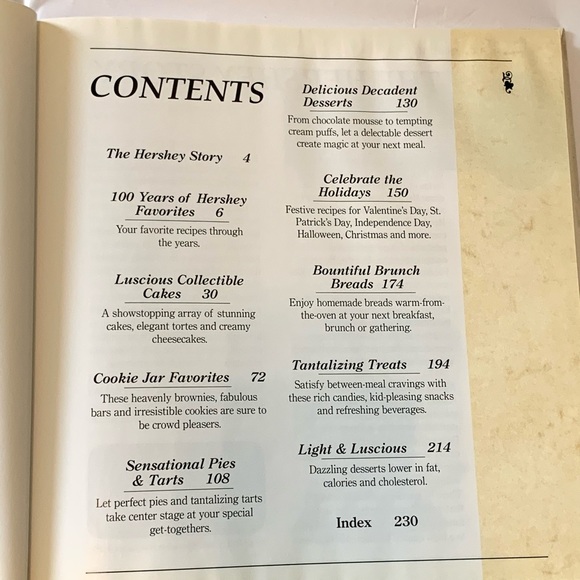 CONTENTS
The Hershey Story 4
100 Years of Hershey
Favorites 6
Your favorite recipes through
the years.
Luscious Collectible
Cakes 30
A showstopping array of stunning
cakes, elegant tortes and creamy
cheesecakes.
Cookie Jar Favorites 72
These heavenly brownies, fabulous
bars and irresistible cookies are sure to
be crowd pleasers.
Sensational Pies
& Tarts 108
Let perfect pies and tantalizing tarts
take center stage at your special
get-togethers.
Delicious Decadent
Desserts 130
From chocolate mousse to tempting
cream puffs, let a delectable dessert
create magic at your next meal.
Celebrate the
Holidays 150
Festive recipes for Valentine's Day, St.
Patrick's Day, Independence Day,
Halloween, Christmas and more.
Bountiful Brunch
Breads 174
Enjoy homemade breads warm-from-
the-oven at your next breakfast,
brunch or gathering.
Tantalizing Treats 194
Satisfy between-meal cravings with
these rich candies, kid-pleasing snacks
and refreshing beverages.
Light & Luscious 214
Dazzling desserts lower in fat,
calories and cholesterol.
Index 230